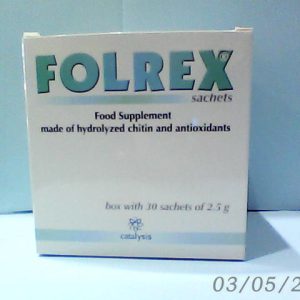 FOLREX
sachets
Food Supplement
made of hydrolyzed chitin and antioxidants
box with 30 sachets of 2.5 g
catalysis
03/05/2